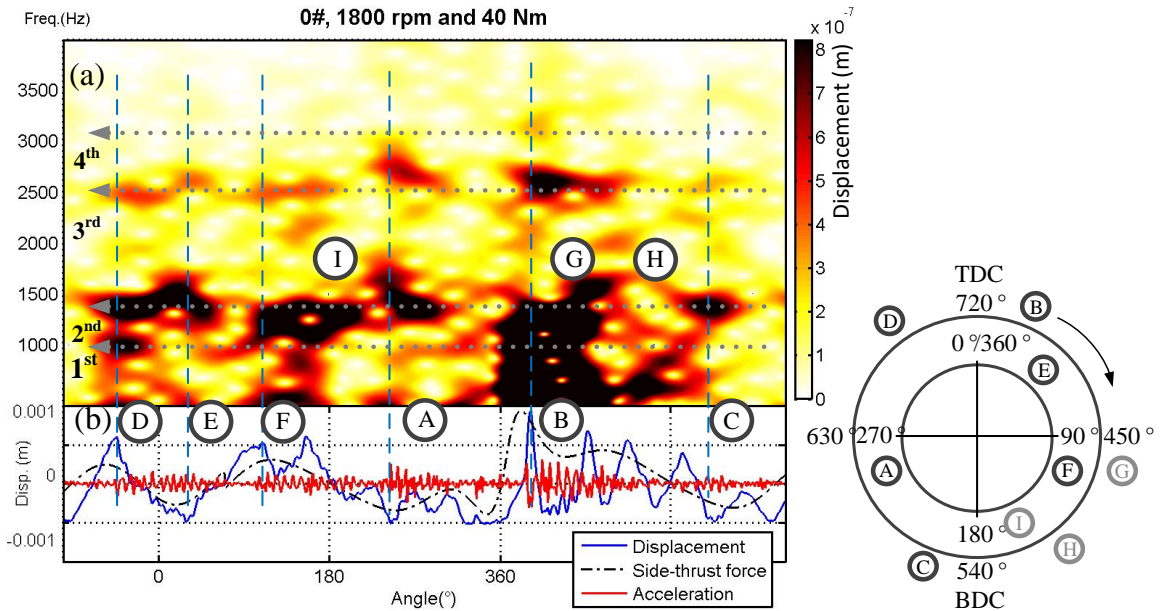 Freq.(Hz)
0#, 1800 rpm and 40 Nm
x 10-7
(a)
3500
3000
4th
2500
3rd
2000
1500
2nd
1000
1st
I
G
H
8
7
6
5
4
3
2
1
0
Displacement (m)
0.001
(b)
D
E
F
A
B
C
Disp. (m)
0
-0.001
0
180
360
Angle(°)
Displacement
Side-thrust force
Acceleration
TDC
720°
D
B
0°/360°
E
630°
270°
90°
450°
A
F
G
I
180°
H
C
540°
BDC